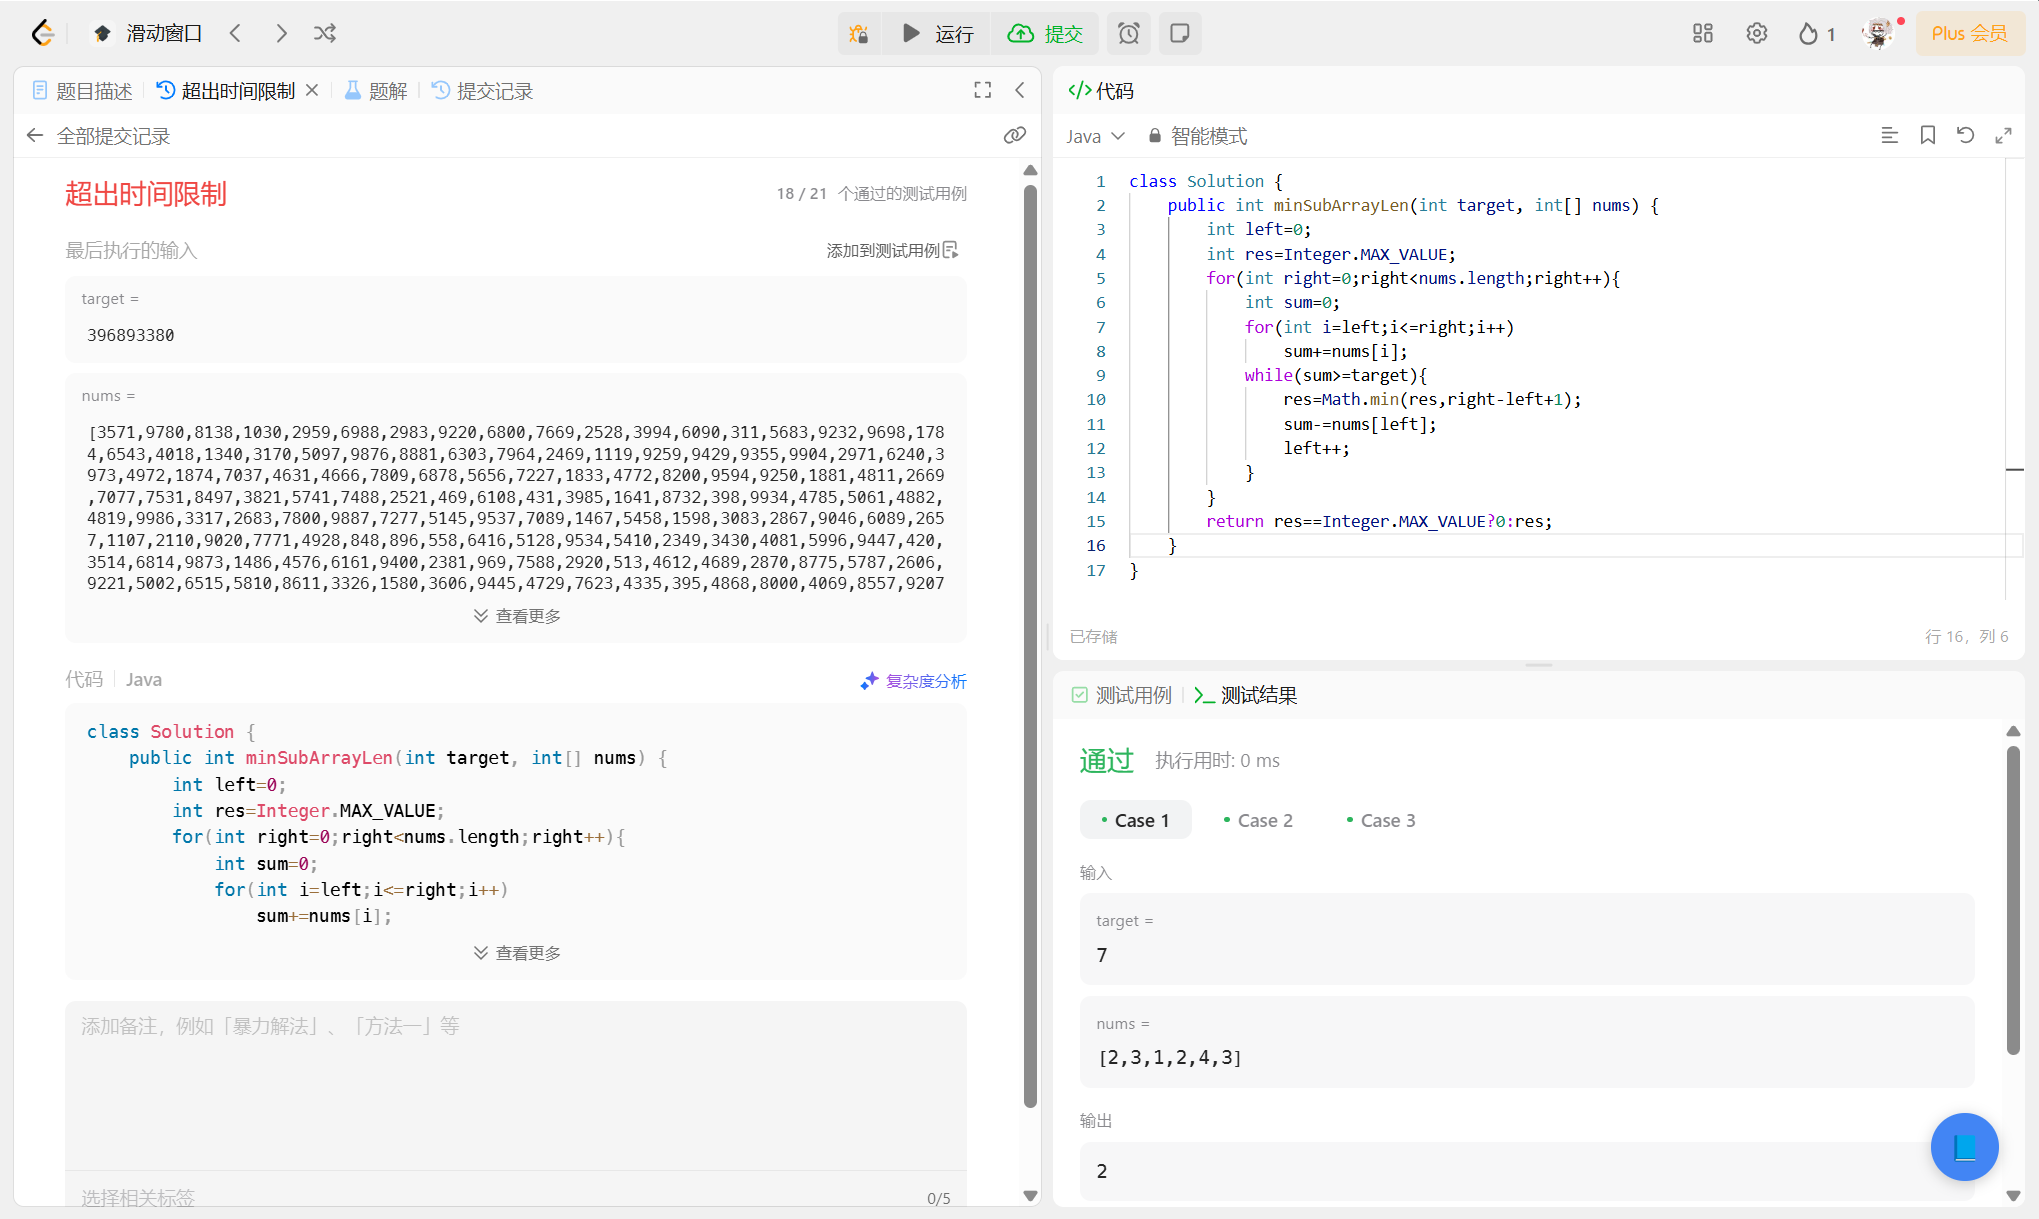 滑动窗口
运行
提交
1
Plus 会员
题目描述
超出时间限制
题解
提交记录
全部提交记录
超出时间限制
18 / 21 个通过的测试用例
最后执行的输入
添加到测试用例
target =
396893380
nums =
[3571,9780,8138,1030,2959,6988,2983,9220,6800,7669,2528,3994,6090,311,5683,9232,9698,178
4,6543,4018,1340,3170,5097,9876,8881,6303,7964,2469,1119,9259,9429,9355,9904,2971,6240,3
973,4972,1874,7037,4631,4666,7809,6878,5656,7227,1833,4772,8200,9594,9250,1881,4811,2669
,7077,7531,8497,3821,5741,7488,2521,469,6108,431,3985,1641,8732,398,9934,4785,5061,4882,
4819,9986,3317,2683,7800,9887,7277,5145,9537,7089,1467,5458,1598,3083,2867,9046,6089,265
7,1107,2110,9020,7771,4928,848,896,558,6416,5128,9534,5410,2349,3430,4081,5996,9447,420,
3514,6814,9873,1486,4576,6161,9400,2381,969,7588,2920,513,4612,4689,2870,8775,5787,2606,
9221,5002,6515,5810,8611,3326,1580,3606,9445,4729,7623,4335,395,4868,8000,4069,8557,9207
查看更多
代码 Java
复杂度分析
class Solution {
    public int minSubArrayLen(int target, int[] nums) {
        int left=0;
        int res=Integer.MAX_VALUE;
        for(int right=0;right<nums.length;right++){
            int sum=0;
            for(int i=left;i<=right;i++)
                sum+=nums[i];
查看更多
添加备注，例如「暴力解法」、「方法一」等
选择相关标签
0/5
代码
Java
智能模式
1 class Solution {
2     public int minSubArrayLen(int target, int[] nums) {
3         int left=0;
4         int res=Integer.MAX_VALUE;
5         for(int right=0;right<nums.length;right++){
6             int sum=0;
7             for(int i=left;i<=right;i++)
8                 sum+=nums[i];
9             while(sum>=target){
10                 res=Math.min(res,right-left+1);
11                 sum-=nums[left];
12                 left++;
13             }
14         }
15         return res==Integer.MAX_VALUE?0:res;
16     }
17 }
已存储
行 16，列 6
测试用例
测试结果
通过
执行用时: 0 ms
Case 1
Case 2
Case 3
输入
target =
7
nums =
[2,3,1,2,4,3]
输出
2